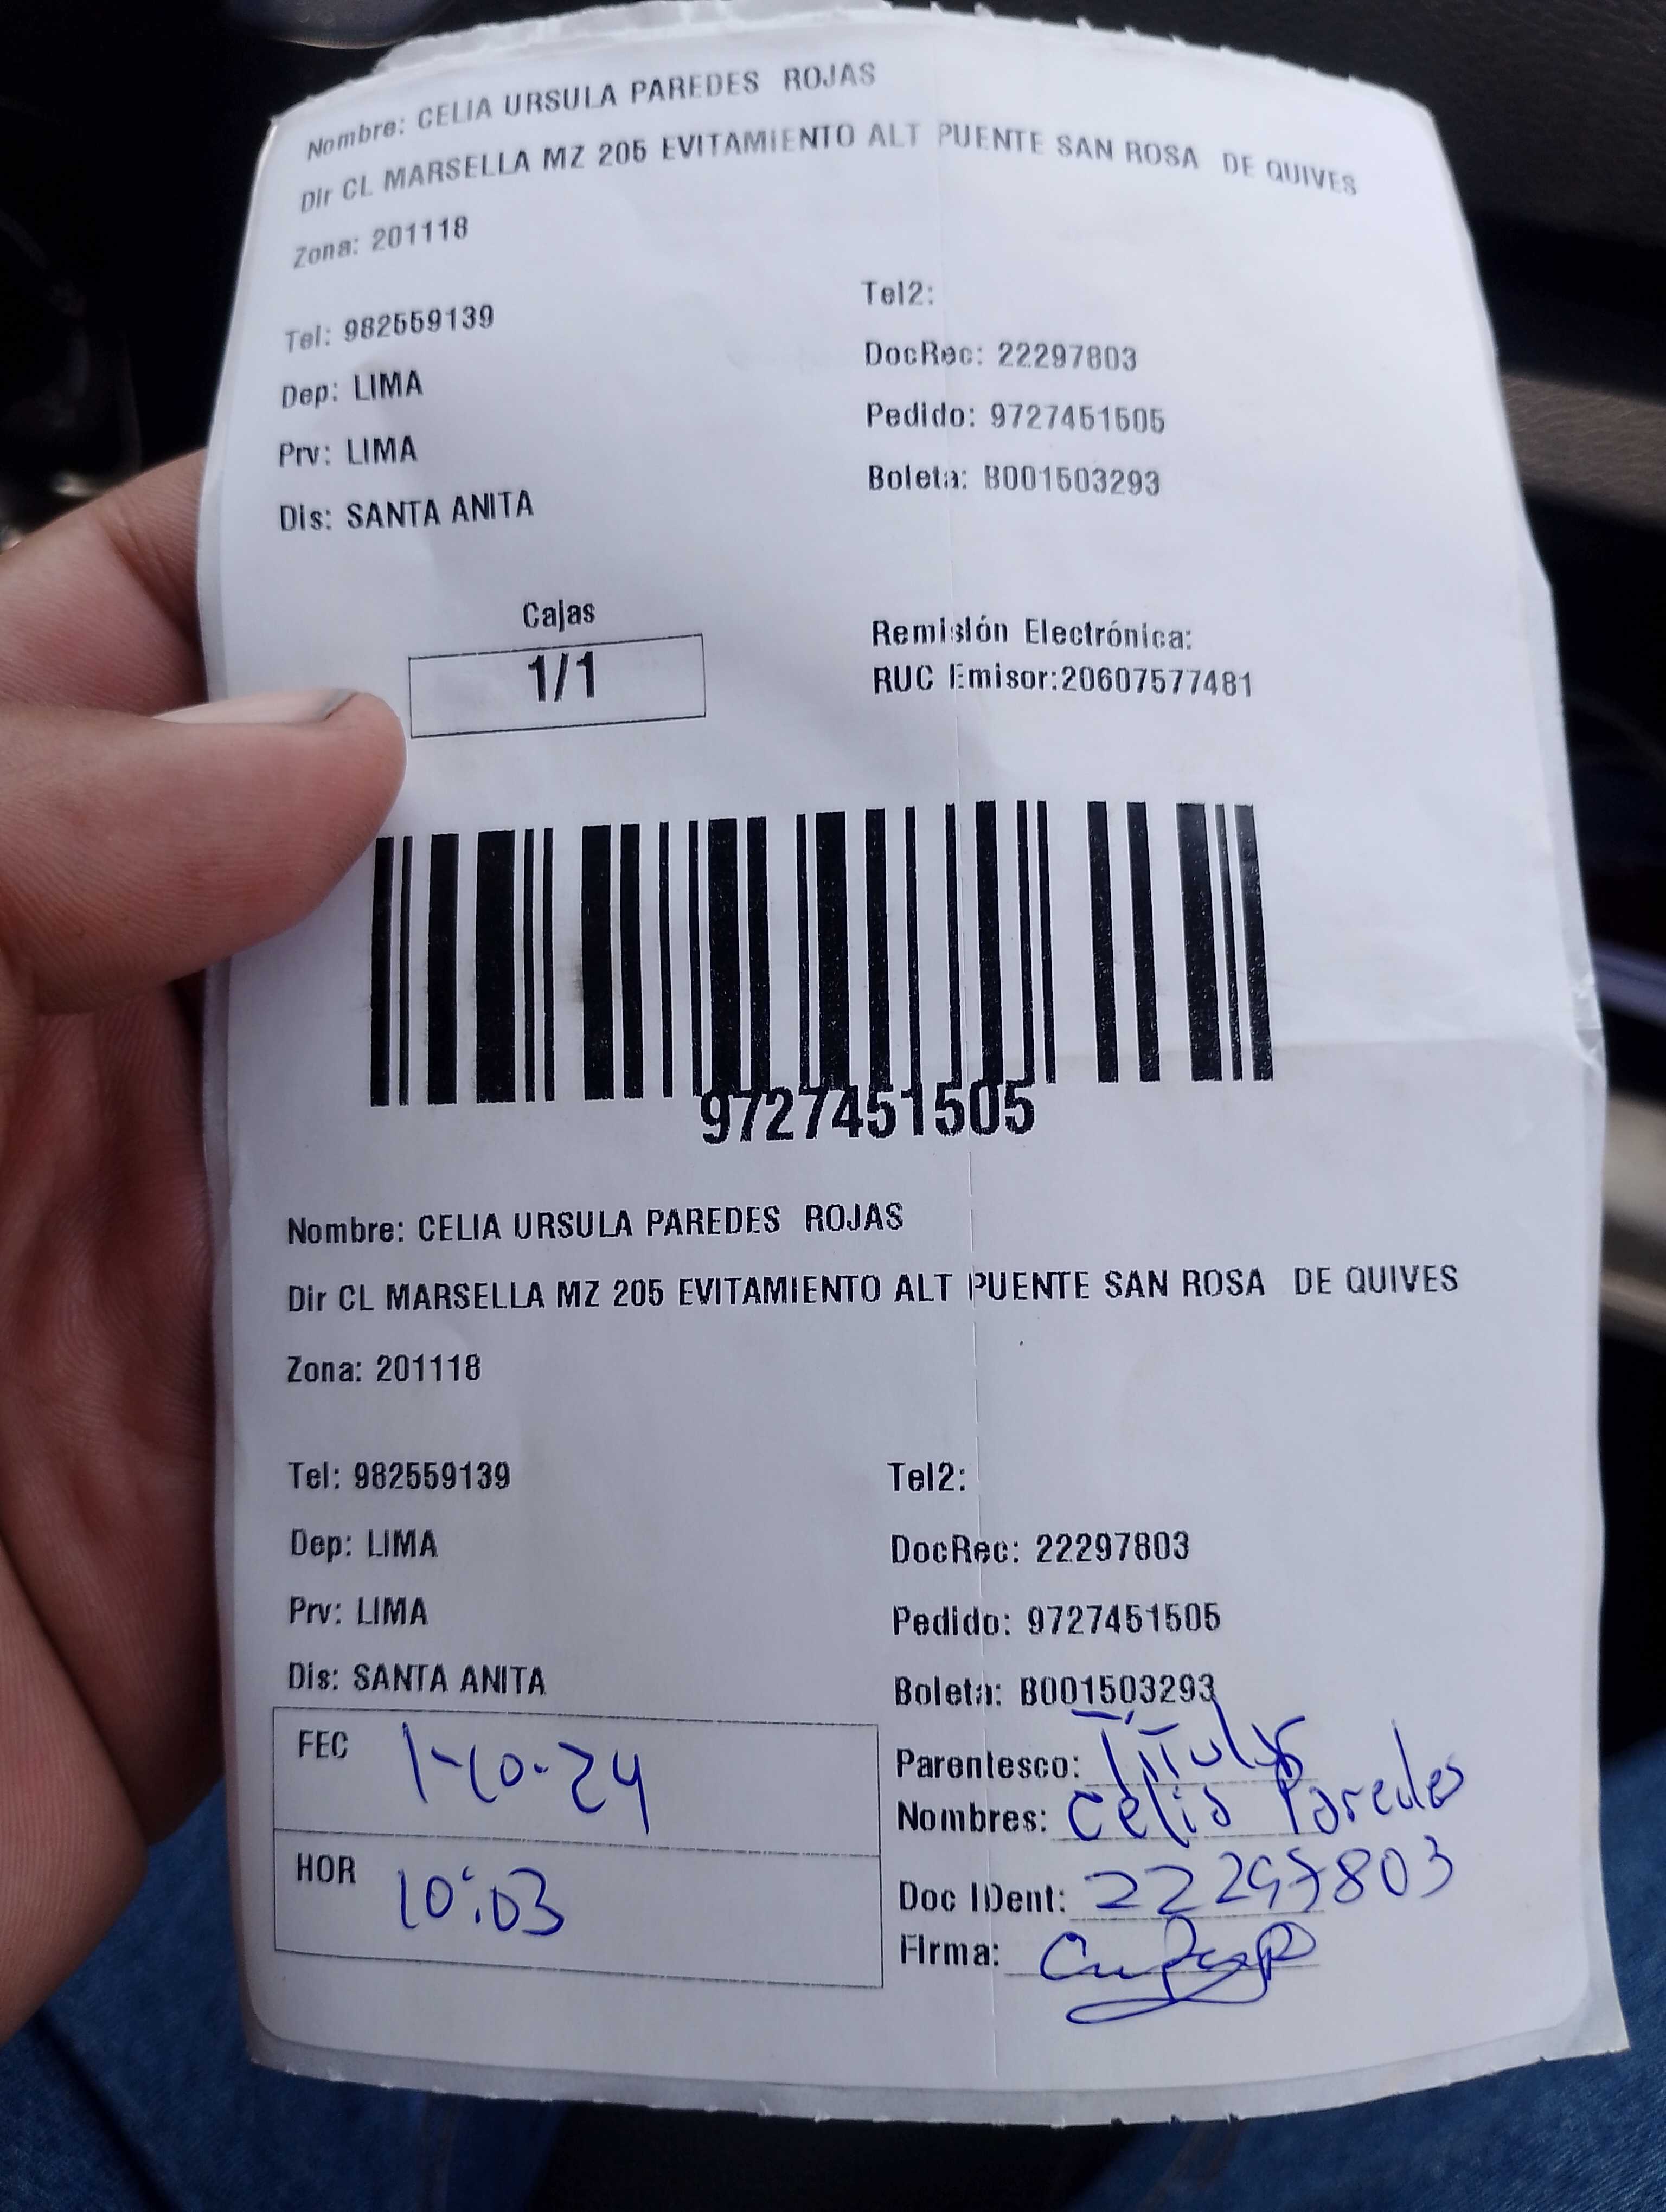 Nombre: CELIA URSULA PAREDES ROJAS
Dir CL MARSELLA MZ 205 EVITAMIENTO ALT PUENTE SAN ROSA DE QUIVES
Zona: 201118
Tel: 982559139
Tel2:
Dep: LIMA
DocRec: 22297803
Prv: LIMA
Pedido: 9727451505
Dis: SANTA ANITA
Boleta: B001503293
Cajas
1/1
Remisión Electrónica:
RUC Emisor:20607577481
9727451505
Nombre: CELIA URSULA PAREDES ROJAS
Dir CL MARSELLA MZ 205 EVITAMIENTO ALT PUENTE SAN ROSA DE QUIVES
Zona: 201118
Tel: 982559139
Tel2:
Dep: LIMA
DocRec: 22297803
Prv: LIMA
Pedido: 9727451505
Dis: SANTA ANITA
Boleta: B001503293
FEC 1-10-24
HOR 10:03
Parentesco: Titular
Nombres: Celia Paredes
Doc IDent: 22297803
Firma: